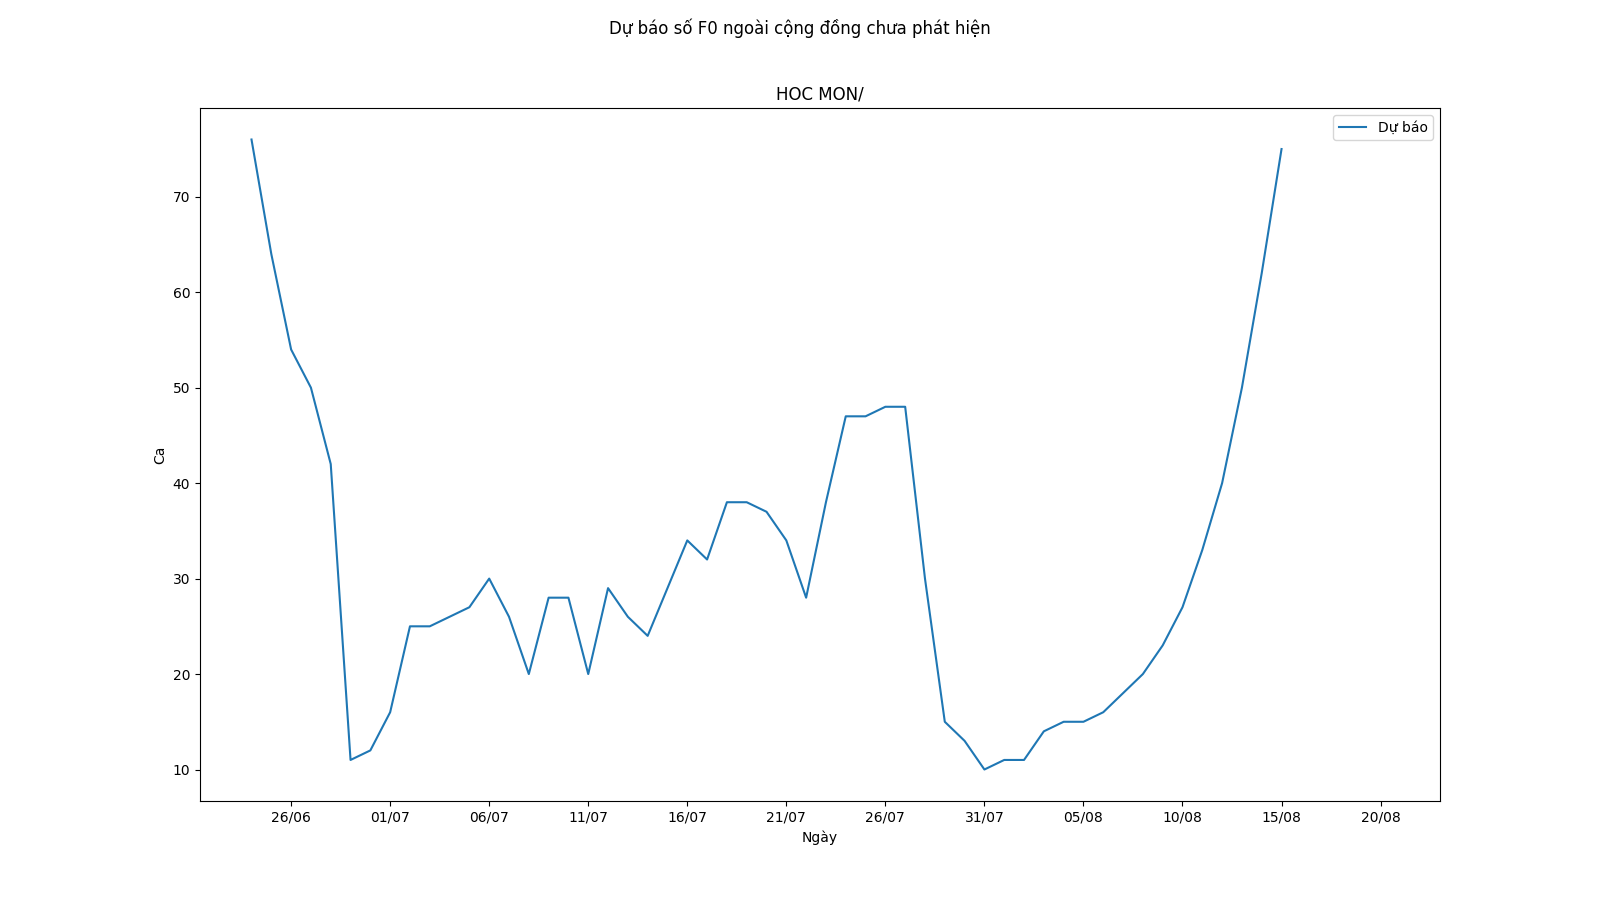 Dự báo số F0 ngoài cộng đồng chưa phát hiện
HOC MON/
Dự báo
70
60
50
40
30
20
10
Ca
26/06 01/07 06/07 11/07 16/07 21/07 26/07 31/07 05/08 10/08 15/08 20/08
Ngày